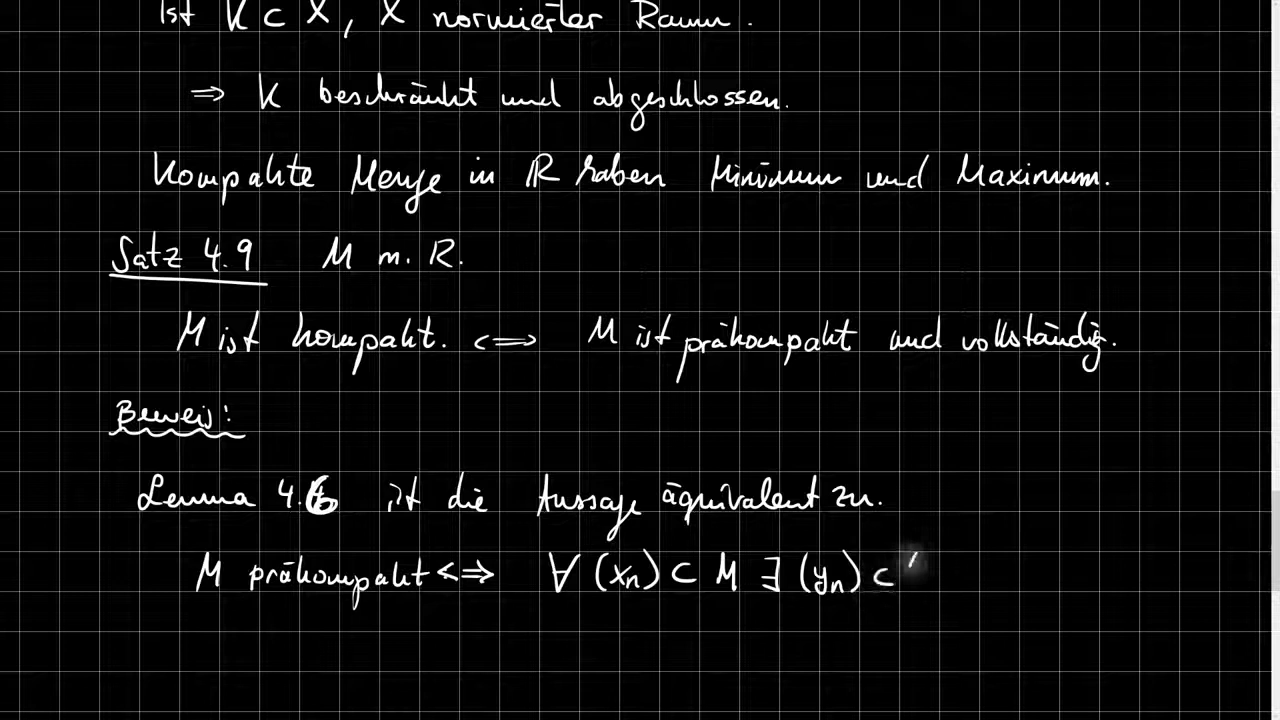 Ist K ⊂ X, X normierter Raum.
⇒ K beschränkt und abgeschlossen.
Kompakte Menge in ℝ haben Minimum und Maximum.
Satz 4.9 M m. R.
M ist kompakt. <=> M ist präkompakt und vollständig.
Beweis:
Lemma 4.6 ist die Aussage äquivalent zu.
M präkompakt <=> ∀ (xₙ) ⊂ M ∃ (yₙ) ⊂